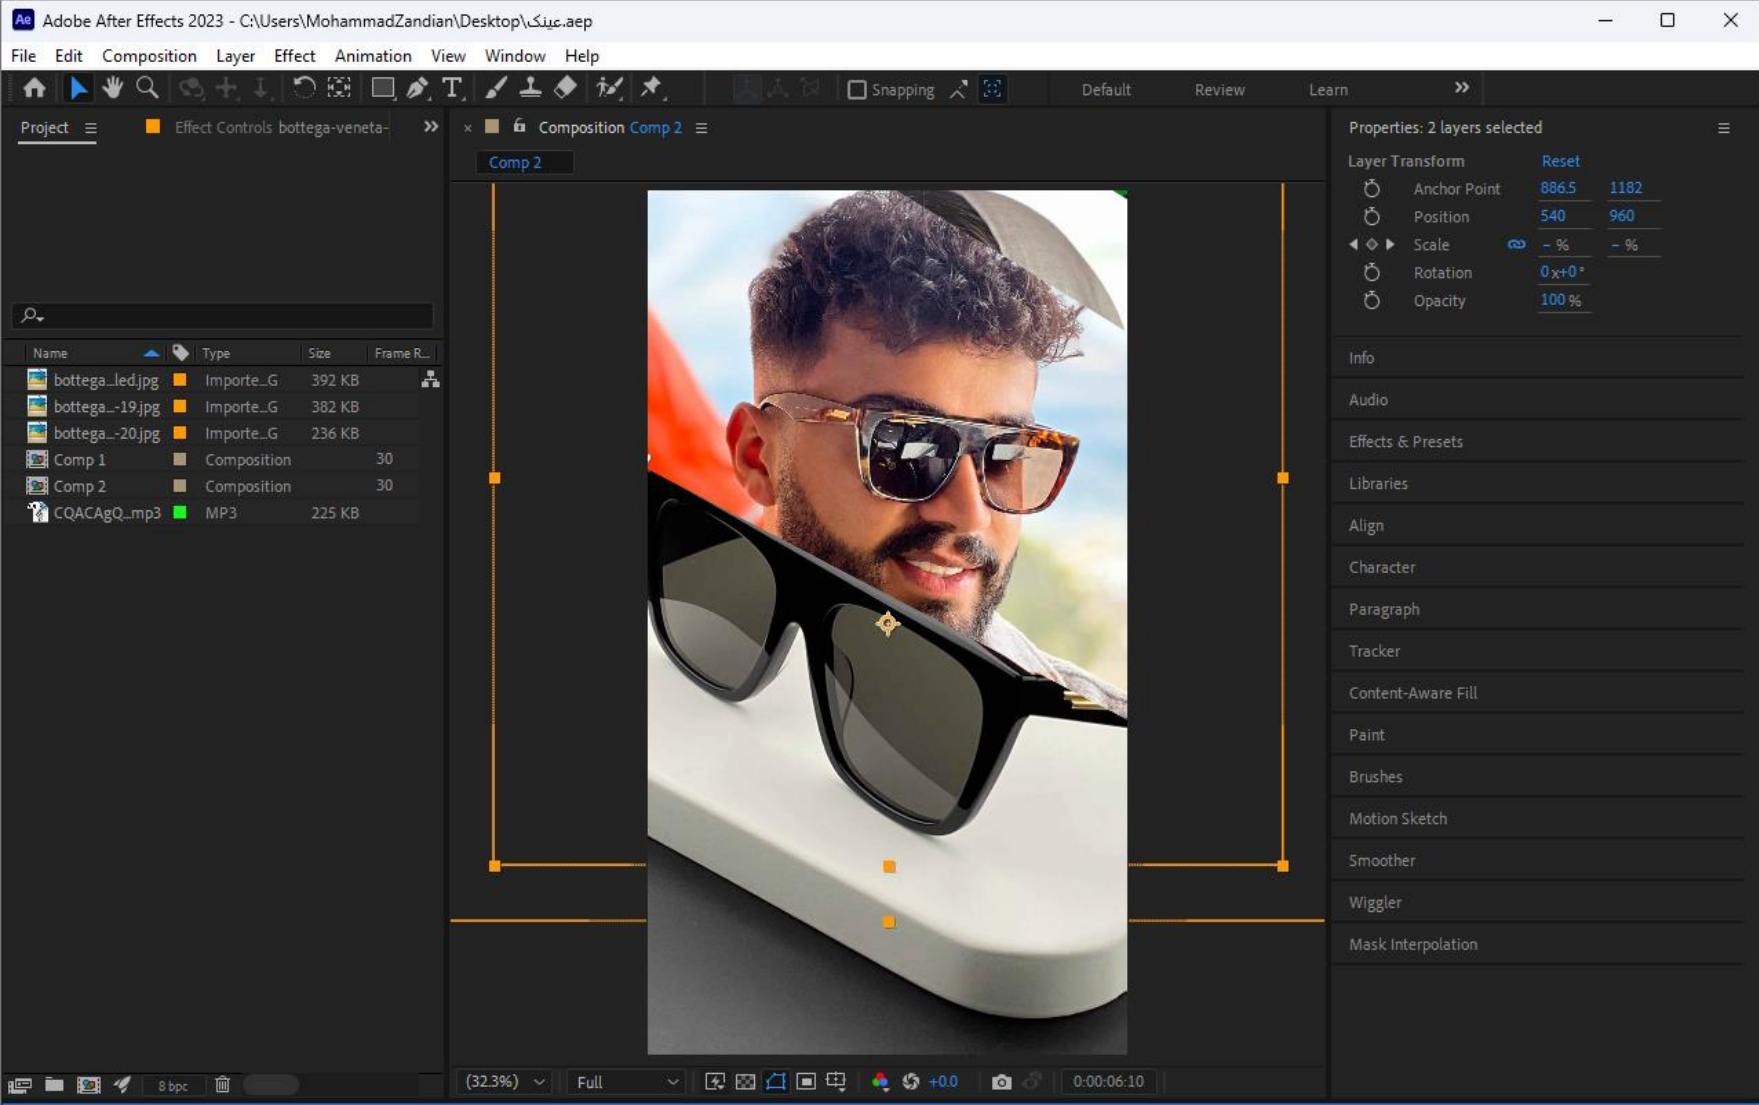 Adobe After Effects 2023 - C:\Users\MohammadZandian\Desktop\عینک.aep
File Edit Composition Layer Effect Animation View Window Help
Snapping Default Review Learn
Project Effect Controls bottega-veneta- Composition Comp 2
Comp 2
Name Type Size Frame R...
bottega...led.jpg Importe...G 392 KB
bottega...-19.jpg Importe...G 382 KB
bottega...-20.jpg Importe...G 236 KB
Comp 1 Composition 30
Comp 2 Composition 30
CQACAgQ...mp3 MP3 225 KB
8 bpc
(32.3%) Full +0.0 0:00:06:10
Properties: 2 layers selected
Layer Transform Reset
Anchor Point 886.5 1182
Position 540 960
Scale - % - %
Rotation 0x+0°
Opacity 100 %
Info
Audio
Effects & Presets
Libraries
Align
Character
Paragraph
Tracker
Content-Aware Fill
Paint
Brushes
Motion Sketch
Smoother
Wiggler
Mask Interpolation